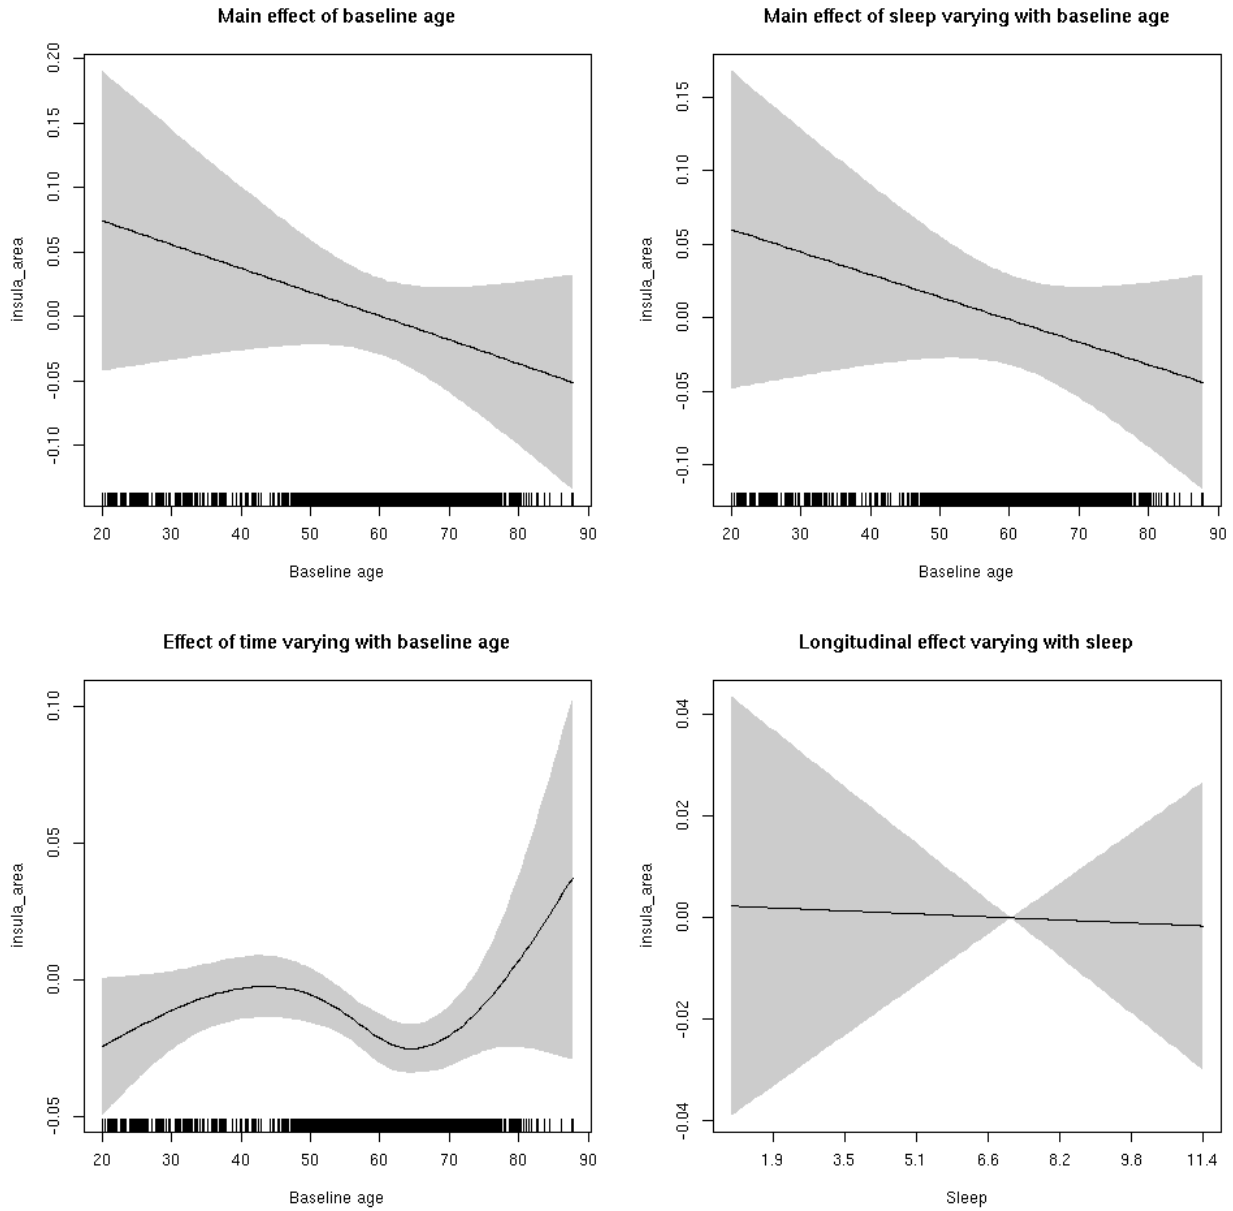 Main effect of baseline age
insula_area
0.20
0.15
0.10
0.05
0.00
-0.05
-0.10
20 30 40 50 60 70 80 90
Baseline age
Main effect of sleep varying with baseline age
insula_area
0.15
0.10
0.05
0.00
-0.05
-0.10
20 30 40 50 60 70 80 90
Baseline age
Effect of time varying with baseline age
insula_area
0.10
0.05
0.00
-0.05
20 30 40 50 60 70 80 90
Baseline age
Longitudinal effect varying with sleep
insula_area
0.04
0.02
0.00
-0.02
-0.04
1.9 3.5 5.1 6.6 8.2 9.8 11.4
Sleep